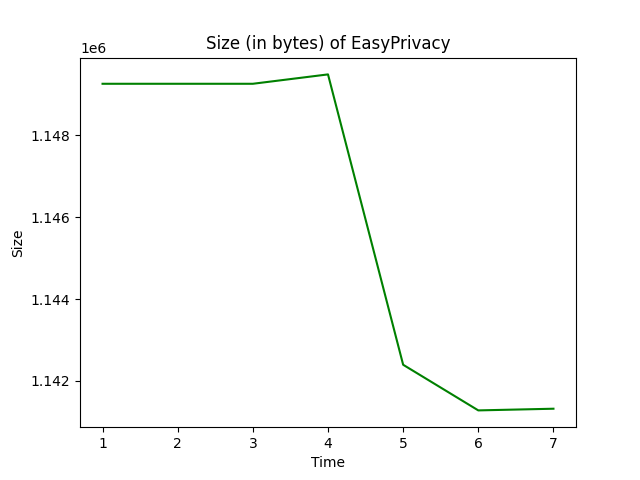 Size (in bytes) of EasyPrivacy
1e6
1.148
1.146
1.144
1.142
Size
1 2 3 4 5 6 7
Time